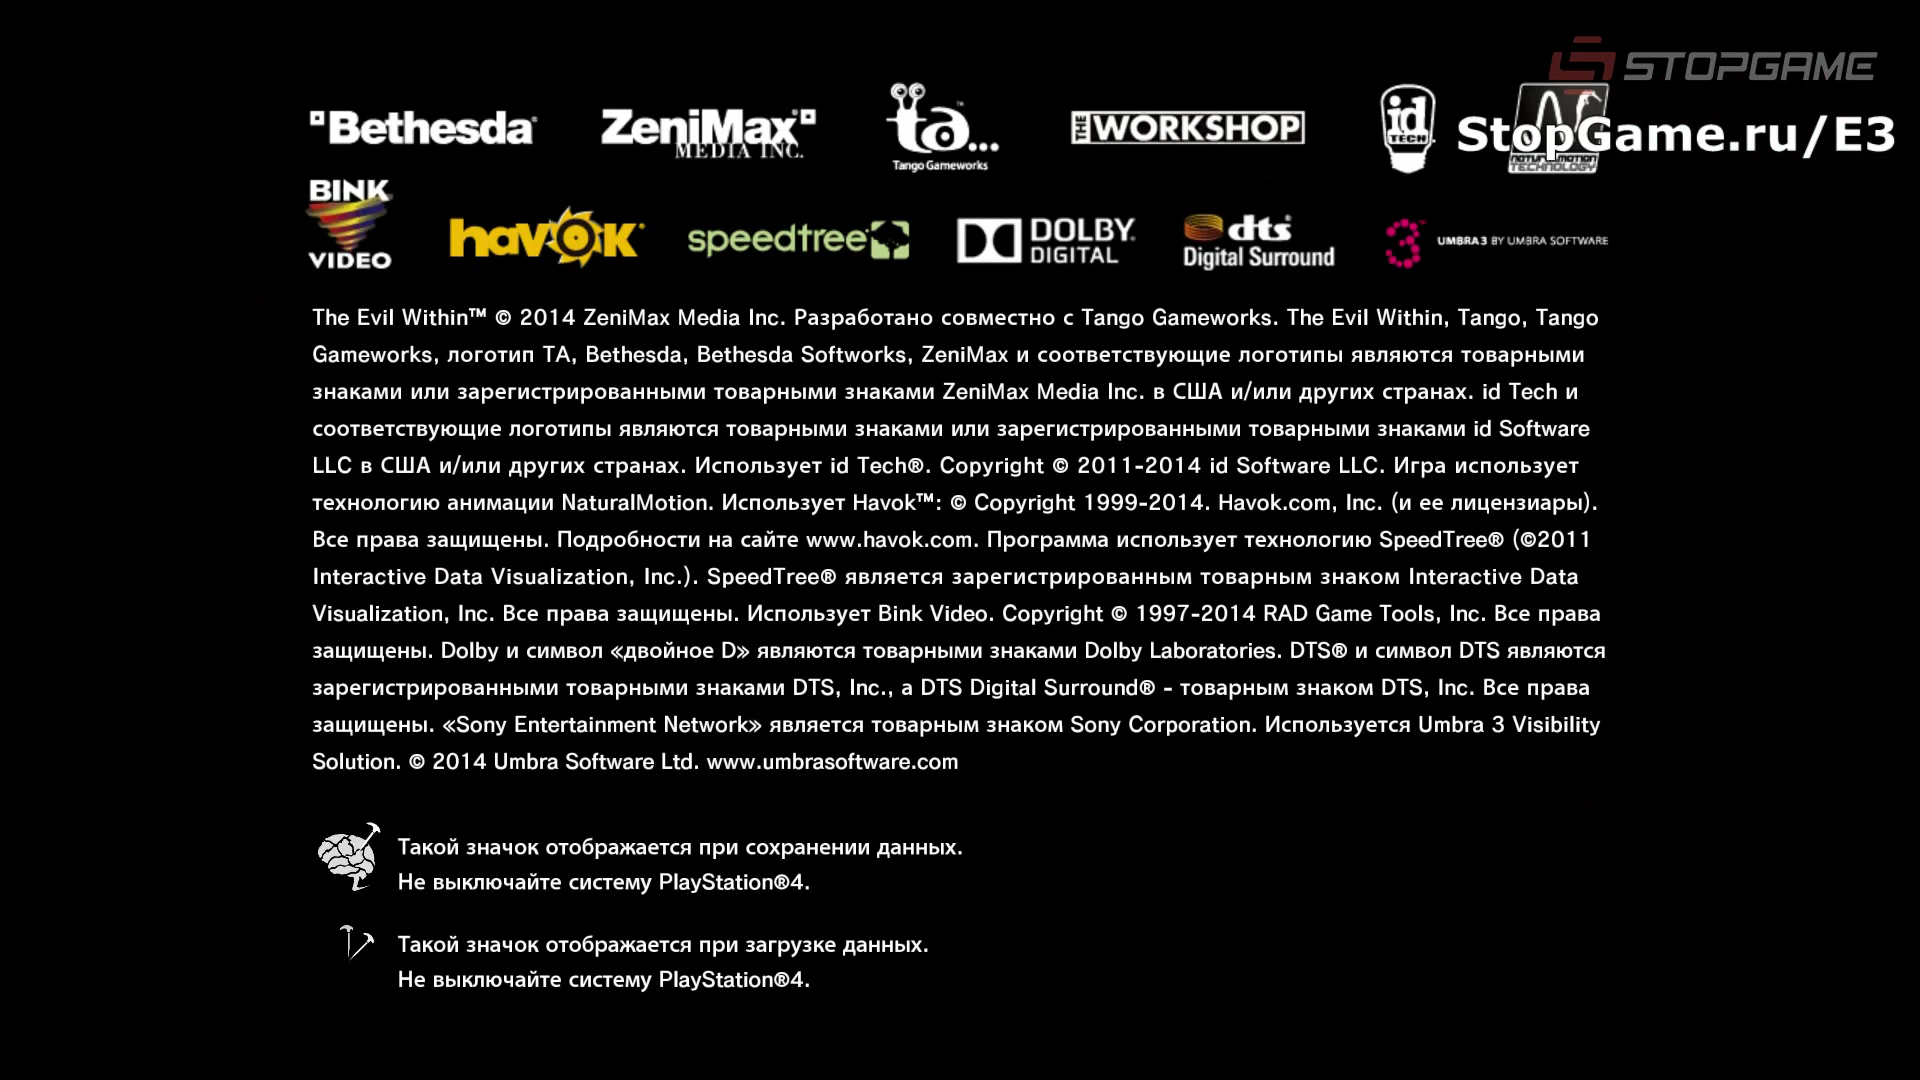 STOPGAME
StopGame.ru/E3
Bethesda
ZeniMax MEDIA INC.
ta... Tango Gameworks
THE WORKSHOP
id TECH
NATURALMOTION TECHNOLOGY
BINK VIDEO
havok
speedtree
DOLBY DIGITAL
dts Digital Surround
UMBRA 3 BY UMBRA SOFTWARE
The Evil Within™ © 2014 ZeniMax Media Inc. Разработано совместно с Tango Gameworks. The Evil Within, Tango, Tango
Gameworks, логотип TA, Bethesda, Bethesda Softworks, ZeniMax и соответствующие логотипы являются товарными
знаками или зарегистрированными товарными знаками ZeniMax Media Inc. в США и/или других странах. id Tech и
соответствующие логотипы являются товарными знаками или зарегистрированными товарными знаками id Software
LLC в США и/или других странах. Использует id Tech®. Copyright © 2011-2014 id Software LLC. Игра использует
технологию анимации NaturalMotion. Использует Havok™: © Copyright 1999-2014. Havok.com, Inc. (и ее лицензиары).
Все права защищены. Подробности на сайте www.havok.com. Программа использует технологию SpeedTree® (©2011
Interactive Data Visualization, Inc.). SpeedTree® является зарегистрированным товарным знаком Interactive Data
Visualization, Inc. Все права защищены. Использует Bink Video. Copyright © 1997-2014 RAD Game Tools, Inc. Все права
защищены. Dolby и символ «двойное D» являются товарными знаками Dolby Laboratories. DTS® и символ DTS являются
зарегистрированными товарными знаками DTS, Inc., а DTS Digital Surround® - товарным знаком DTS, Inc. Все права
защищены. «Sony Entertainment Network» является товарным знаком Sony Corporation. Используется Umbra 3 Visibility
Solution. © 2014 Umbra Software Ltd. www.umbrasoftware.com
Такой значок отображается при сохранении данных.
Не выключайте систему PlayStation®4.
Такой значок отображается при загрузке данных.
Не выключайте систему PlayStation®4.